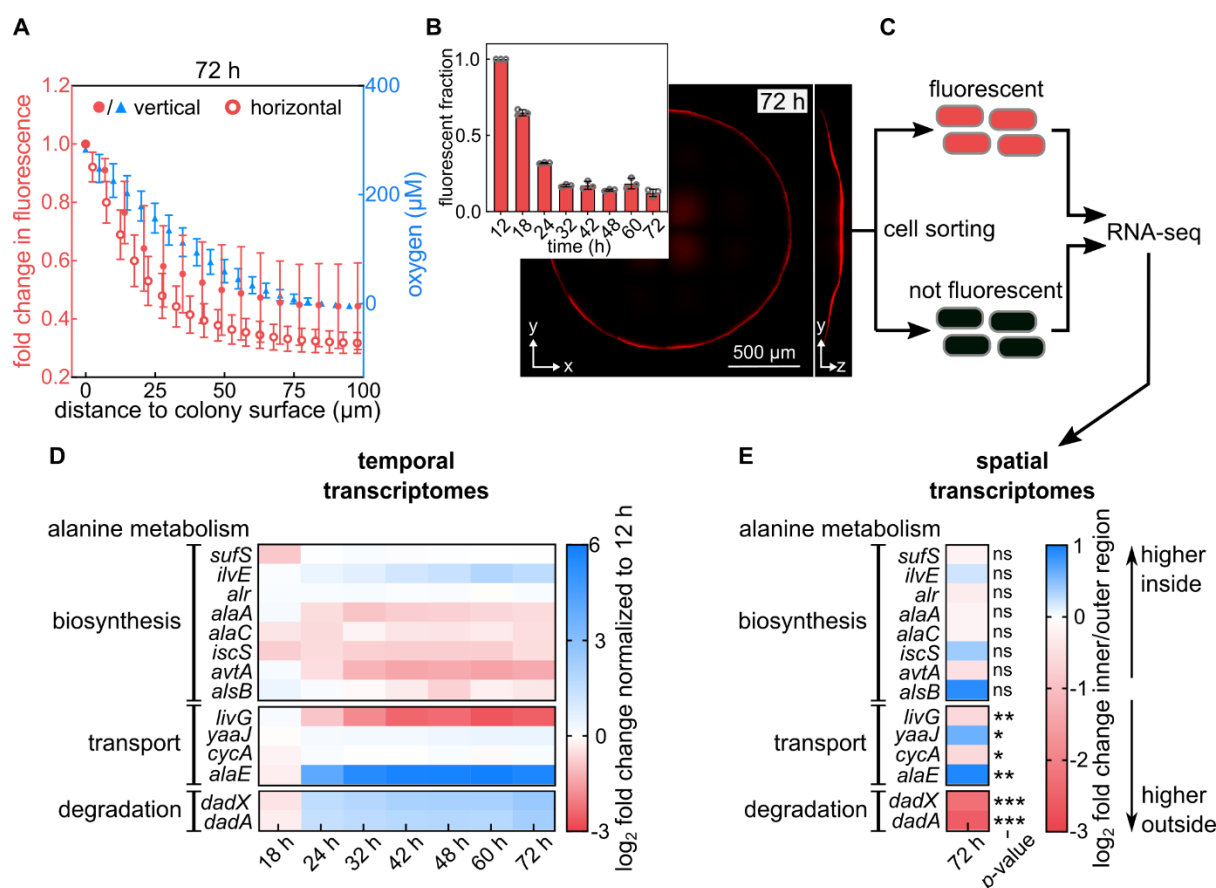 A
72 h
fold change in fluorescence
1.2
1.0
0.8
0.6
0.4
0.2
/ vertical
horizontal
400
200
0
oxygen (µM)
0
25
50
75
100
distance to colony surface (µm)
B
fluorescent fraction
1.0
0.5
0.0
12
18
24
32
42
48
60
72
time (h)
72 h
y
x
500 µm
y
z
C
fluorescent
cell sorting
not fluorescent
RNA-seq
D
temporal
transcriptomes
alanine metabolism
biosynthesis
sufS
ilvE
alr
alaA
alaC
iscS
avtA
alsB
transport
livG
yaaJ
cycA
alaE
degradation
dadX
dadA
18 h
24 h
32 h
42 h
48 h
60 h
72 h
6
3
0
-3
log2 fold change normalized to 12 h
E
spatial
transcriptomes
alanine metabolism
biosynthesis
sufS ns
ilvE ns
alr ns
alaA ns
alaC ns
iscS ns
avtA ns
alsB ns
transport
livG **
yaaJ *
cycA *
alaE **
degradation
dadX ***
dadA ***
72 h
p-value
1
0
-1
-2
-3
log2 fold change inner/outer region
higher
inside
higher
outside